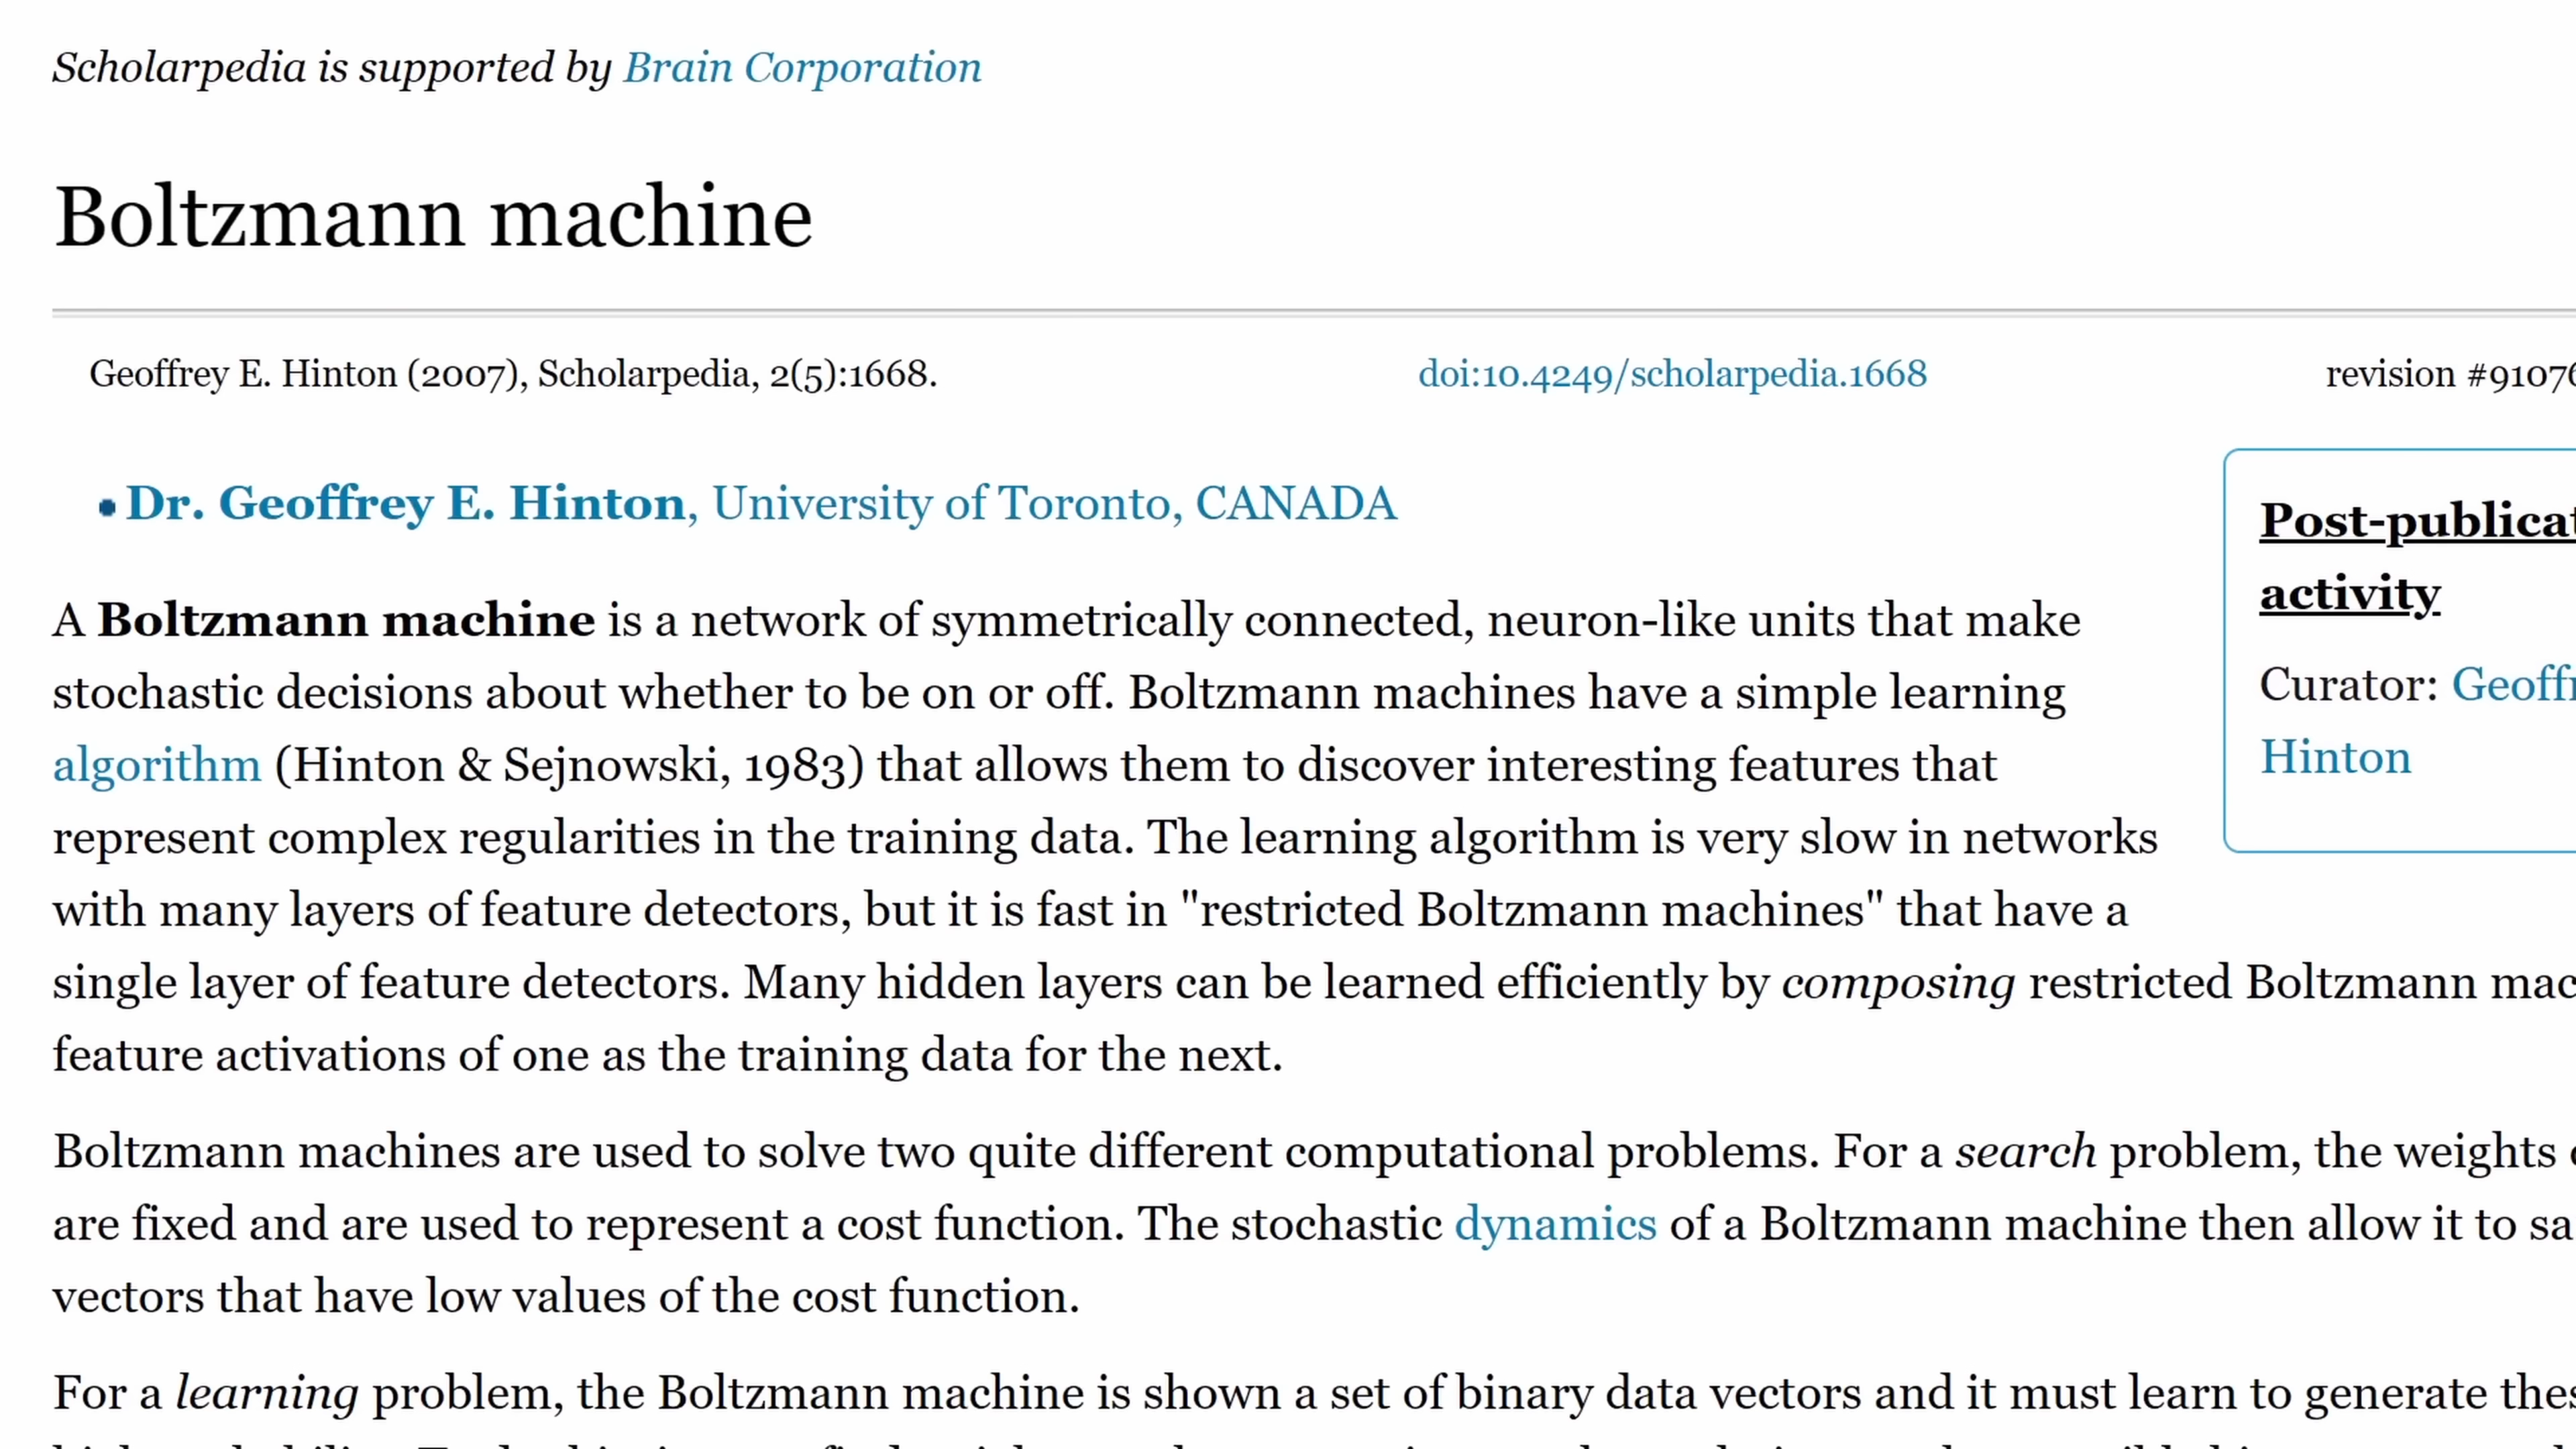 Scholarpedia is supported by Brain Corporation
Boltzmann machine
Geoffrey E. Hinton (2007), Scholarpedia, 2(5):1668.
doi:10.4249/scholarpedia.1668
revision #91076
Dr. Geoffrey E. Hinton, University of Toronto, CANADA
Post-publicat
activity
Curator: Geoffr
Hinton
A Boltzmann machine is a network of symmetrically connected, neuron-like units that make
stochastic decisions about whether to be on or off. Boltzmann machines have a simple learning
algorithm (Hinton & Sejnowski, 1983) that allows them to discover interesting features that
represent complex regularities in the training data. The learning algorithm is very slow in networks
with many layers of feature detectors, but it is fast in "restricted Boltzmann machines" that have a
single layer of feature detectors. Many hidden layers can be learned efficiently by composing restricted Boltzmann mac
feature activations of one as the training data for the next.
Boltzmann machines are used to solve two quite different computational problems. For a search problem, the weights
are fixed and are used to represent a cost function. The stochastic dynamics of a Boltzmann machine then allow it to sa
vectors that have low values of the cost function.
For a learning problem, the Boltzmann machine is shown a set of binary data vectors and it must learn to generate thes